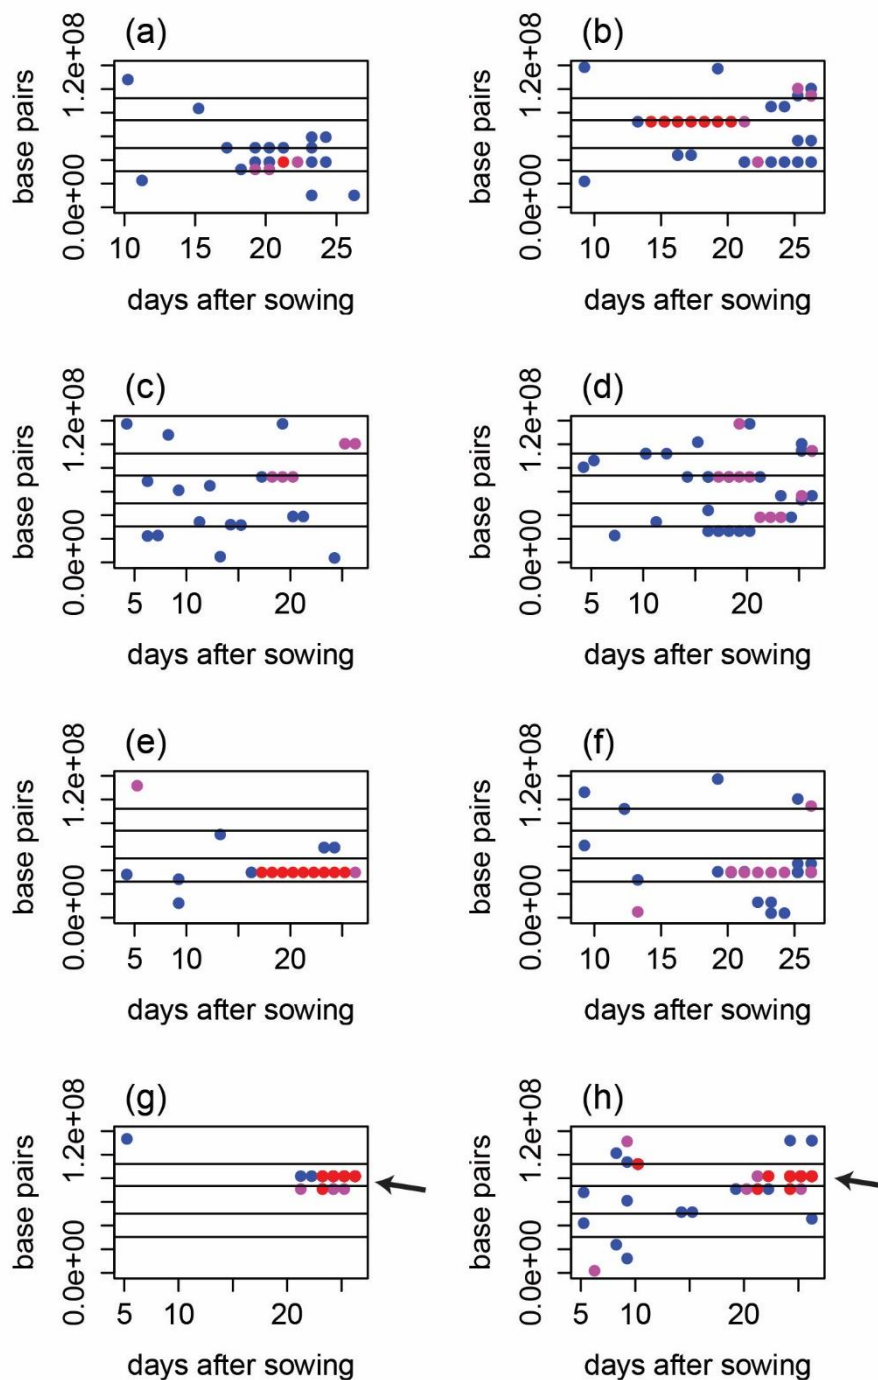 (a)
base pairs
0.0e+00 1.2e+08
10 15 20 25
days after sowing
(b)
base pairs
0.0e+00 1.2e+08
10 15 20 25
days after sowing
(c)
base pairs
0.0e+00 1.2e+08
5 10 20
days after sowing
(d)
base pairs
0.0e+00 1.2e+08
5 10 20
days after sowing
(e)
base pairs
0.0e+00 1.2e+08
5 10 20
days after sowing
(f)
base pairs
0.0e+00 1.2e+08
10 15 20 25
days after sowing
(g)
base pairs
0.0e+00 1.2e+08
5 10 20
days after sowing
(h)
base pairs
0.0e+00 1.2e+08
5 10 20
days after sowing